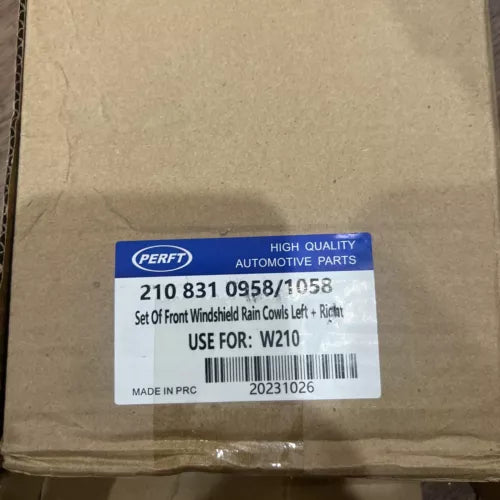 PERFT
HIGH QUALITY
AUTOMOTIVE PARTS
210 831 0958/1058
Set Of Front Windshield Rain Cowls Left + Right
USE FOR: W210
MADE IN PRC
20231026